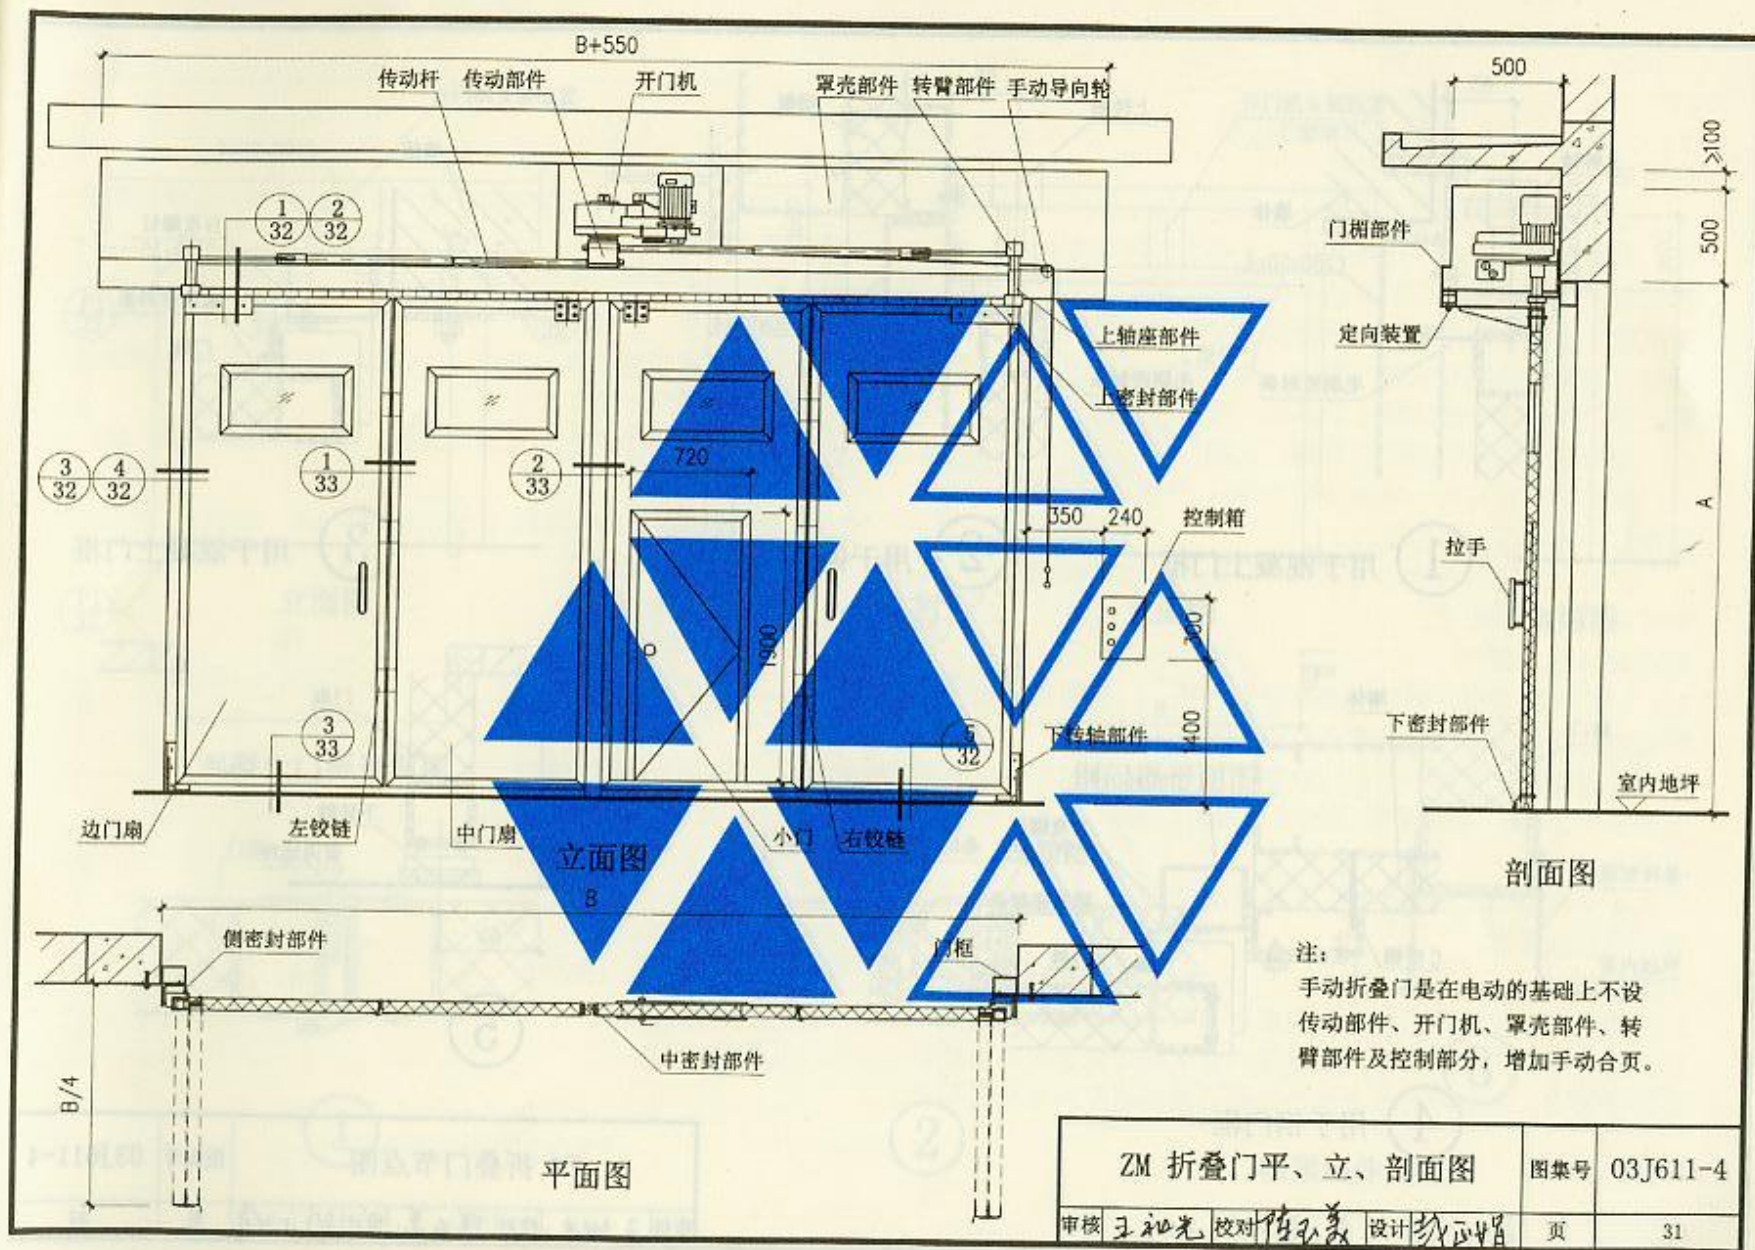 B+550
传动杆 传动部件 开门机 罩壳部件 转臂部件 手动导向轮
500
>100
1
32
2
32
门楣部件
500
定向装置
上轴座部件
上密封部件
3
32
4
32
1
33
2
33
720
350 240 控制箱
A
拉手
1900
300
3
33
5
32
下转轴部件
1400
下密封部件
室内地坪
边门扇 左铰链 中门扇 小门 右铰链
立面图
剖面图
B
侧密封部件
门框
中密封部件
B/4
平面图
注:
手动折叠门是在电动的基础上不设
传动部件、开门机、罩壳部件、转
臂部件及控制部分，增加手动合页。
ZM 折叠门平、立、剖面图 图集号 03J611-4
审核 校对 设计 页 31